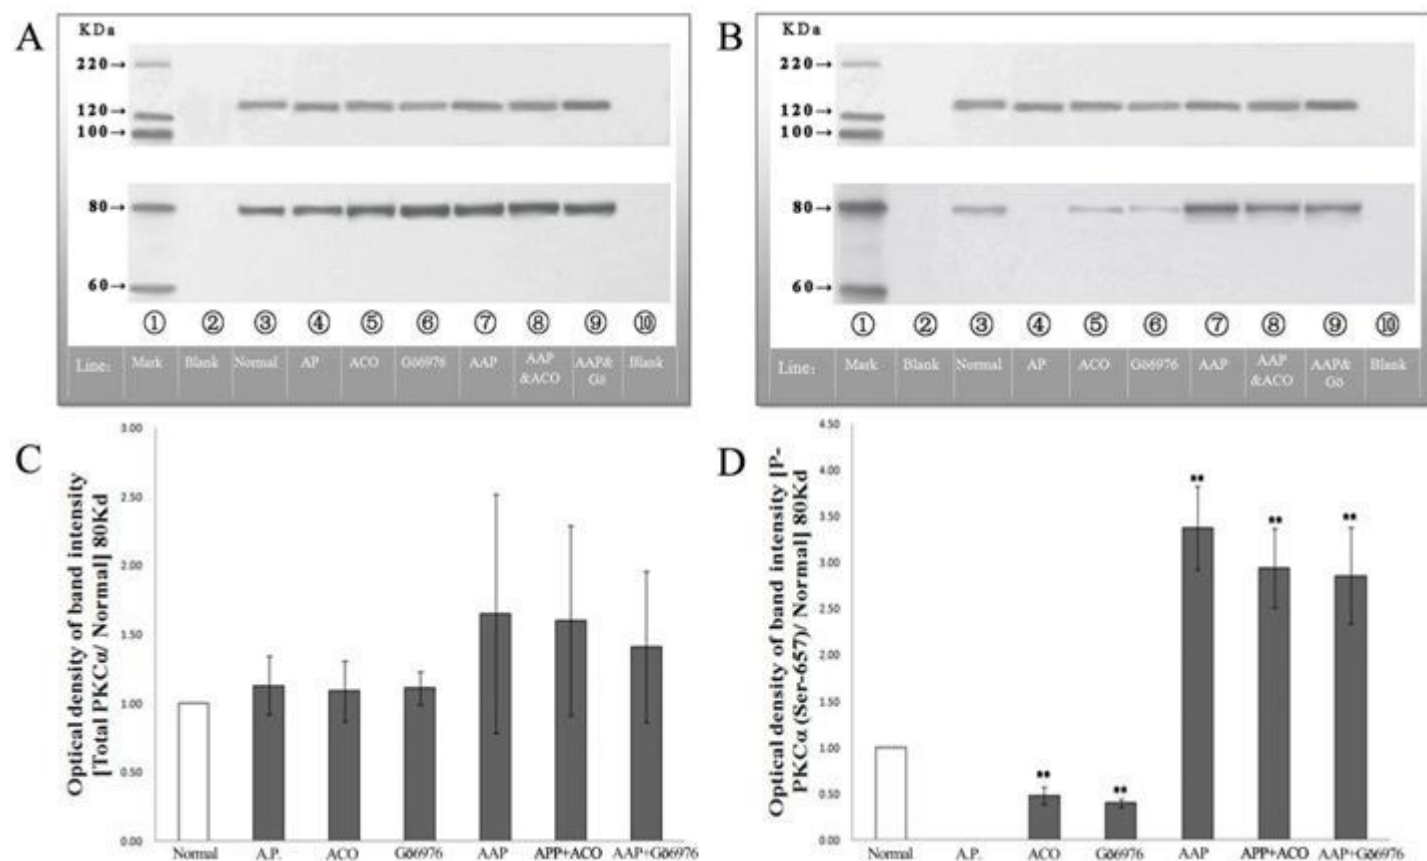 A
KDa
220→
120→
100→
80→
60→
① ② ③ ④ ⑤ ⑥ ⑦ ⑧ ⑨ ⑩
Line: Mark Blank Normal AP ACO Gö6976 AAP AAP &ACO AAP& Gö Blank
B
KDa
220→
120→
100→
80→
60→
① ② ③ ④ ⑤ ⑥ ⑦ ⑧ ⑨ ⑩
Line: Mark Blank Normal AP ACO Gö6976 AAP AAP &ACO AAP& Gö Blank
C
Optical density of band intensity
[Total PKCα/ Normal] 80Kd
3.00
2.50
2.00
1.50
1.00
0.50
0.00
Normal A.P. ACO Gö6976 AAP APP+ACO AAP+Gö6976
D
Optical density of band intensity [P-
PKCα (Ser-657)/ Normal] 80Kd
4.50
4.00
3.50
3.00
2.50
2.00
1.50
1.00
0.50
0.00
** ** ** ** **
Normal A.P. ACO Gö6976 AAP APP+ACO AAP+Gö6976